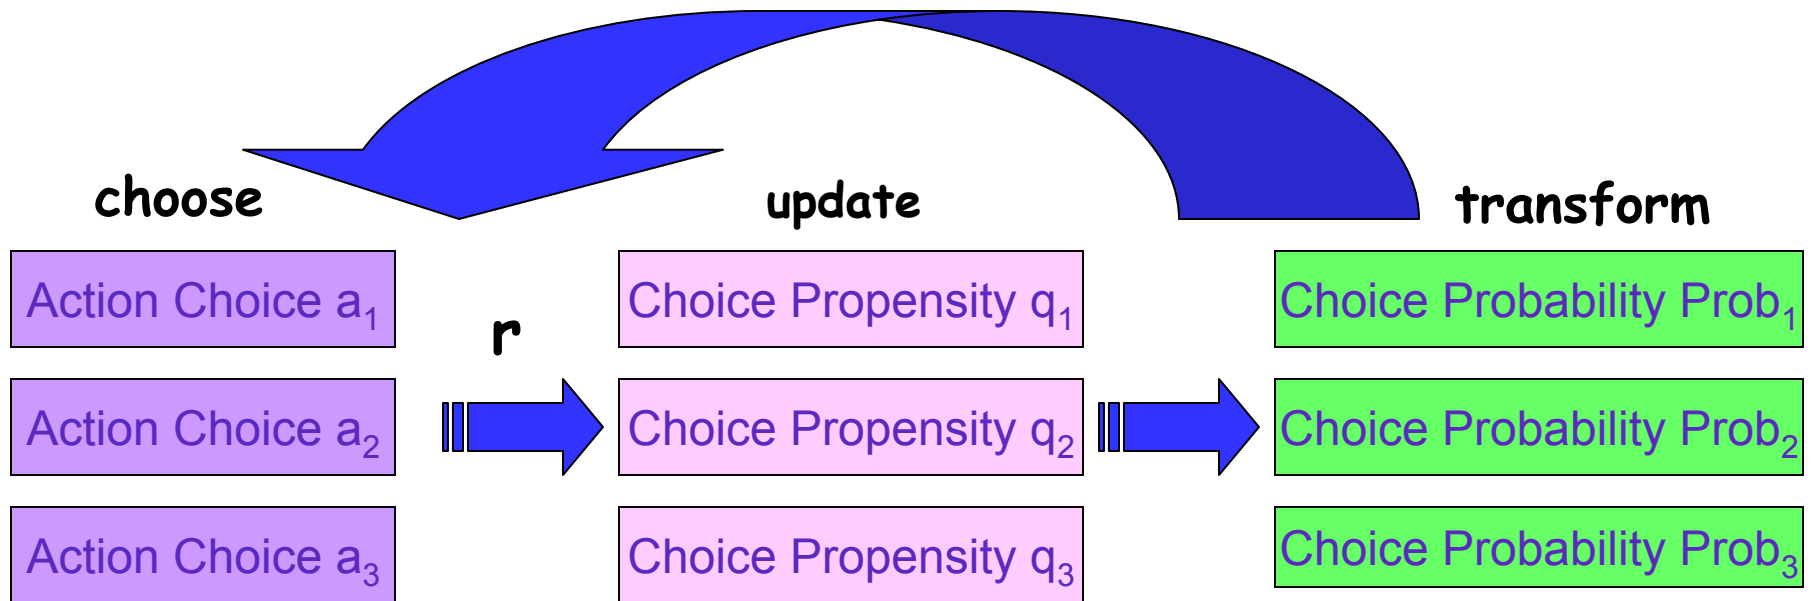 choose
update
transform
Action Choice a₁
r
Choice Propensity q₁
Choice Probability Prob₁
Action Choice a₂
Choice Propensity q₂
Choice Probability Prob₂
Action Choice a₃
Choice Propensity q₃
Choice Probability Prob₃